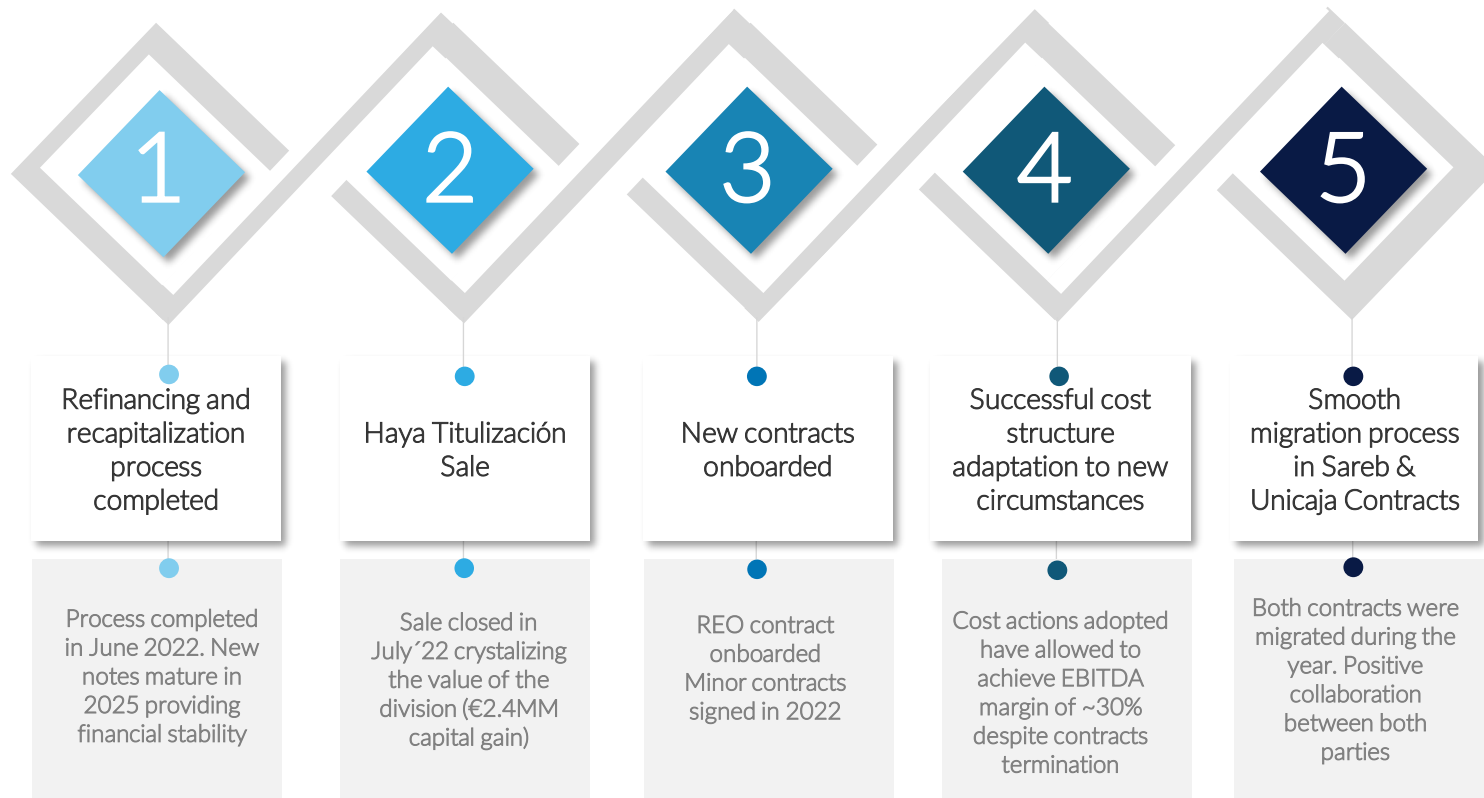 1
2
3
4
5
Refinancing and
recapitalization
process
completed
Haya Titulización
Sale
New contracts
onboarded
Successful cost
structure
adaptation to new
circumstances
Smooth
migration process
in Sareb &
Unicaja Contracts
Process completed
in June 2022. New
notes mature in
2025 providing
financial stability
Sale closed in
July´22 crystalizing
the value of the
division (€2.4MM
capital gain)
REO contract
onboarded
Minor contracts
signed in 2022
Cost actions adopted
have allowed to
achieve EBITDA
margin of ~30%
despite contracts
termination
Both contracts were
migrated during the
year. Positive
collaboration
between both
parties